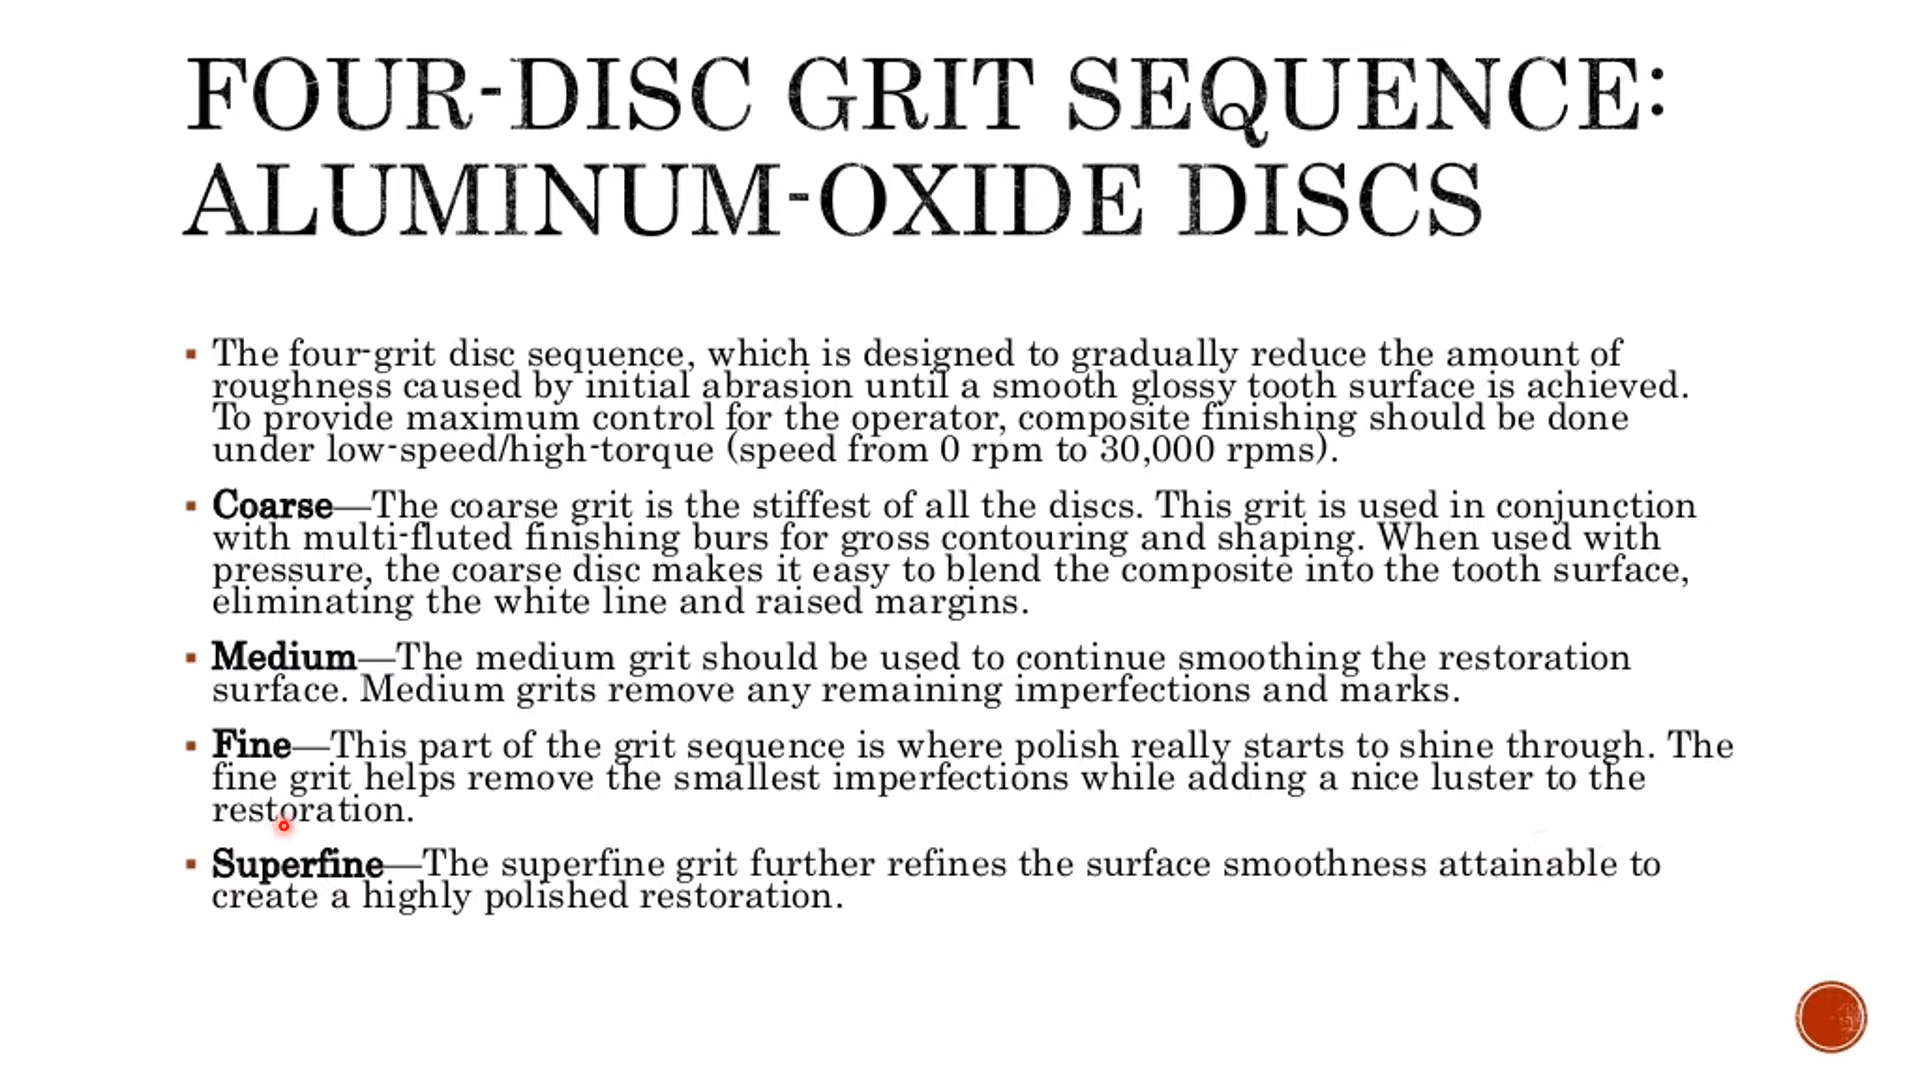 FOUR-DISC GRIT SEQUENCE:
ALUMINUM-OXIDE DISCS
▪ The four-grit disc sequence, which is designed to gradually reduce the amount of
roughness caused by initial abrasion until a smooth glossy tooth surface is achieved.
To provide maximum control for the operator, composite finishing should be done
under low-speed/high-torque (speed from 0 rpm to 30,000 rpms).
▪ Coarse—The coarse grit is the stiffest of all the discs. This grit is used in conjunction
with multi-fluted finishing burs for gross contouring and shaping. When used with
pressure, the coarse disc makes it easy to blend the composite into the tooth surface,
eliminating the white line and raised margins.
▪ Medium—The medium grit should be used to continue smoothing the restoration
surface. Medium grits remove any remaining imperfections and marks.
▪ Fine—This part of the grit sequence is where polish really starts to shine through. The
fine grit helps remove the smallest imperfections while adding a nice luster to the
restoration.
▪ Superfine—The superfine grit further refines the surface smoothness attainable to
create a highly polished restoration.